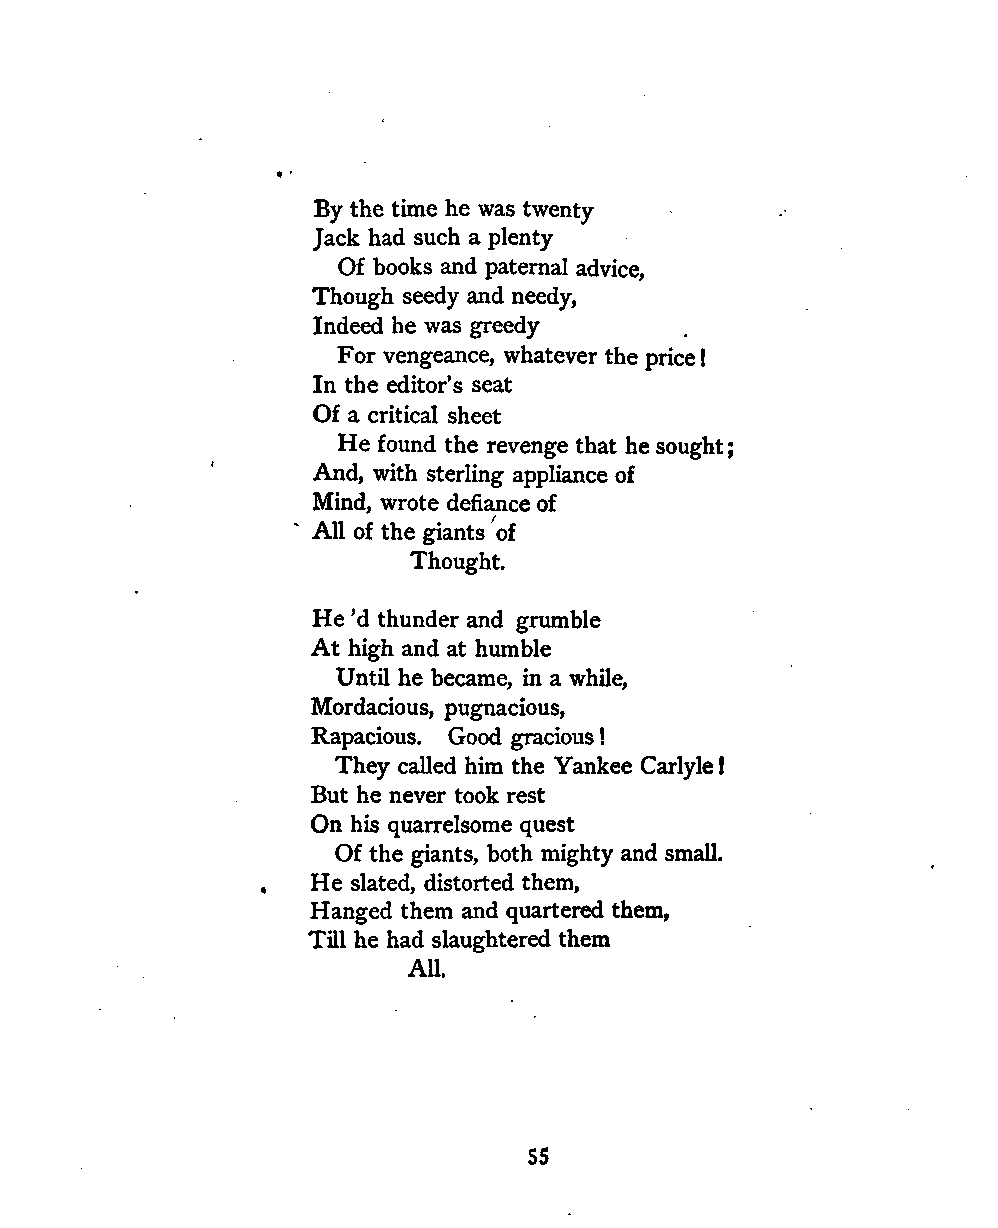 By the time he was twenty
Jack had such a plenty
Of books and paternal advice,
Though seedy and needy,
Indeed he was greedy
For vengeance, whatever the price!
In the editor's seat
Of a critical sheet
He found the revenge that he sought;
And, with sterling appliance of
Mind, wrote defiance of
All of the giants of
Thought.

He 'd thunder and grumble
At high and at humble
Until he became, in a while,
Mordacious, pugnacious,
Rapacious. Good gracious!
They called him the Yankee Carlyle!
But he never took rest
On his quarrelsome quest
Of the giants, both mighty and small.
He slated, distorted them,
Hanged them and quartered them,
Till he had slaughtered them
All.

55